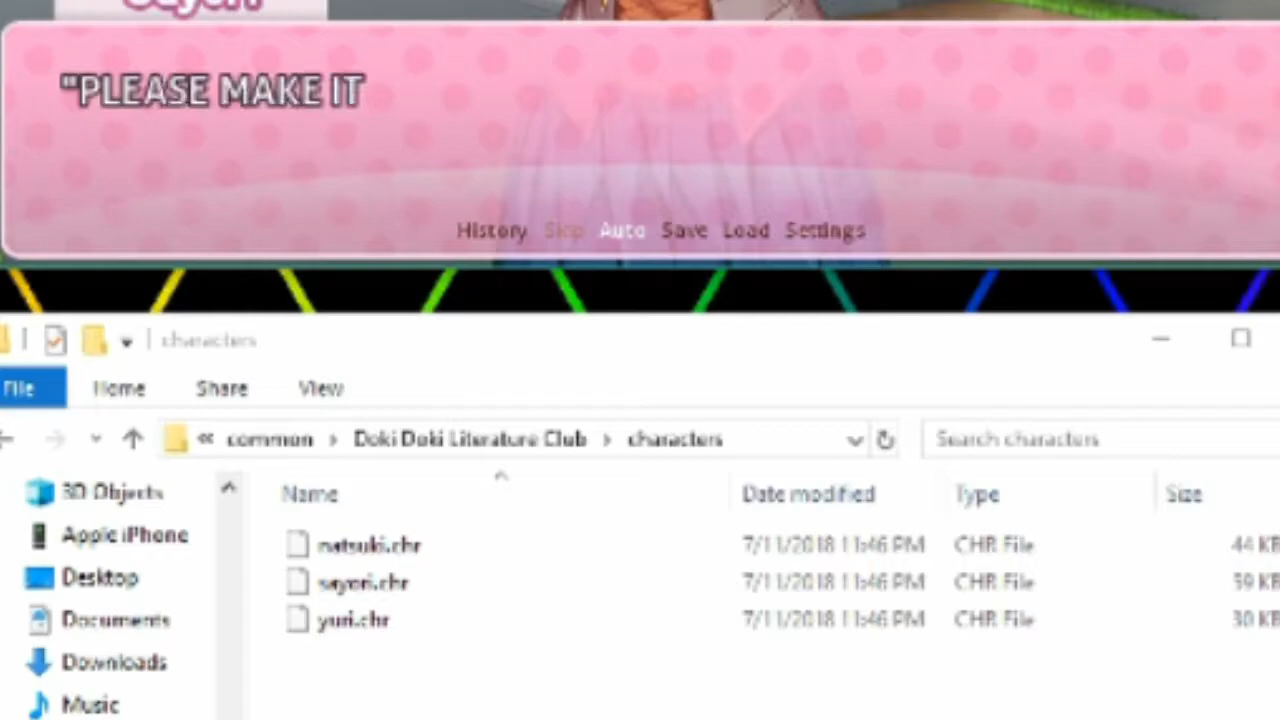 Sayori
"PLEASE MAKE IT
History Skip Auto Save Load Settings
characters
File Home Share View
« common > Doki Doki Literature Club > characters
Search characters
Name Date modified Type Size
3D Objects
Apple iPhone
Desktop
Documents
Downloads
Music
natsuki.chr 7/11/2018 11:46 PM CHR File 44 KB
sayori.chr 7/11/2018 11:46 PM CHR File 59 KB
yuri.chr 7/11/2018 11:46 PM CHR File 30 KB